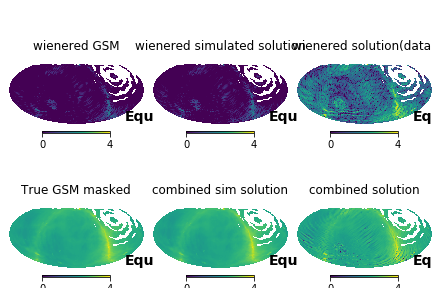 wienered GSM wienered simulated solution wienered solution(data
Equ Equ Eq
0 4 0 4 0 4
True GSM masked combined sim solution combined solution
Equ Equ Eq
0 4 0 4 0 4